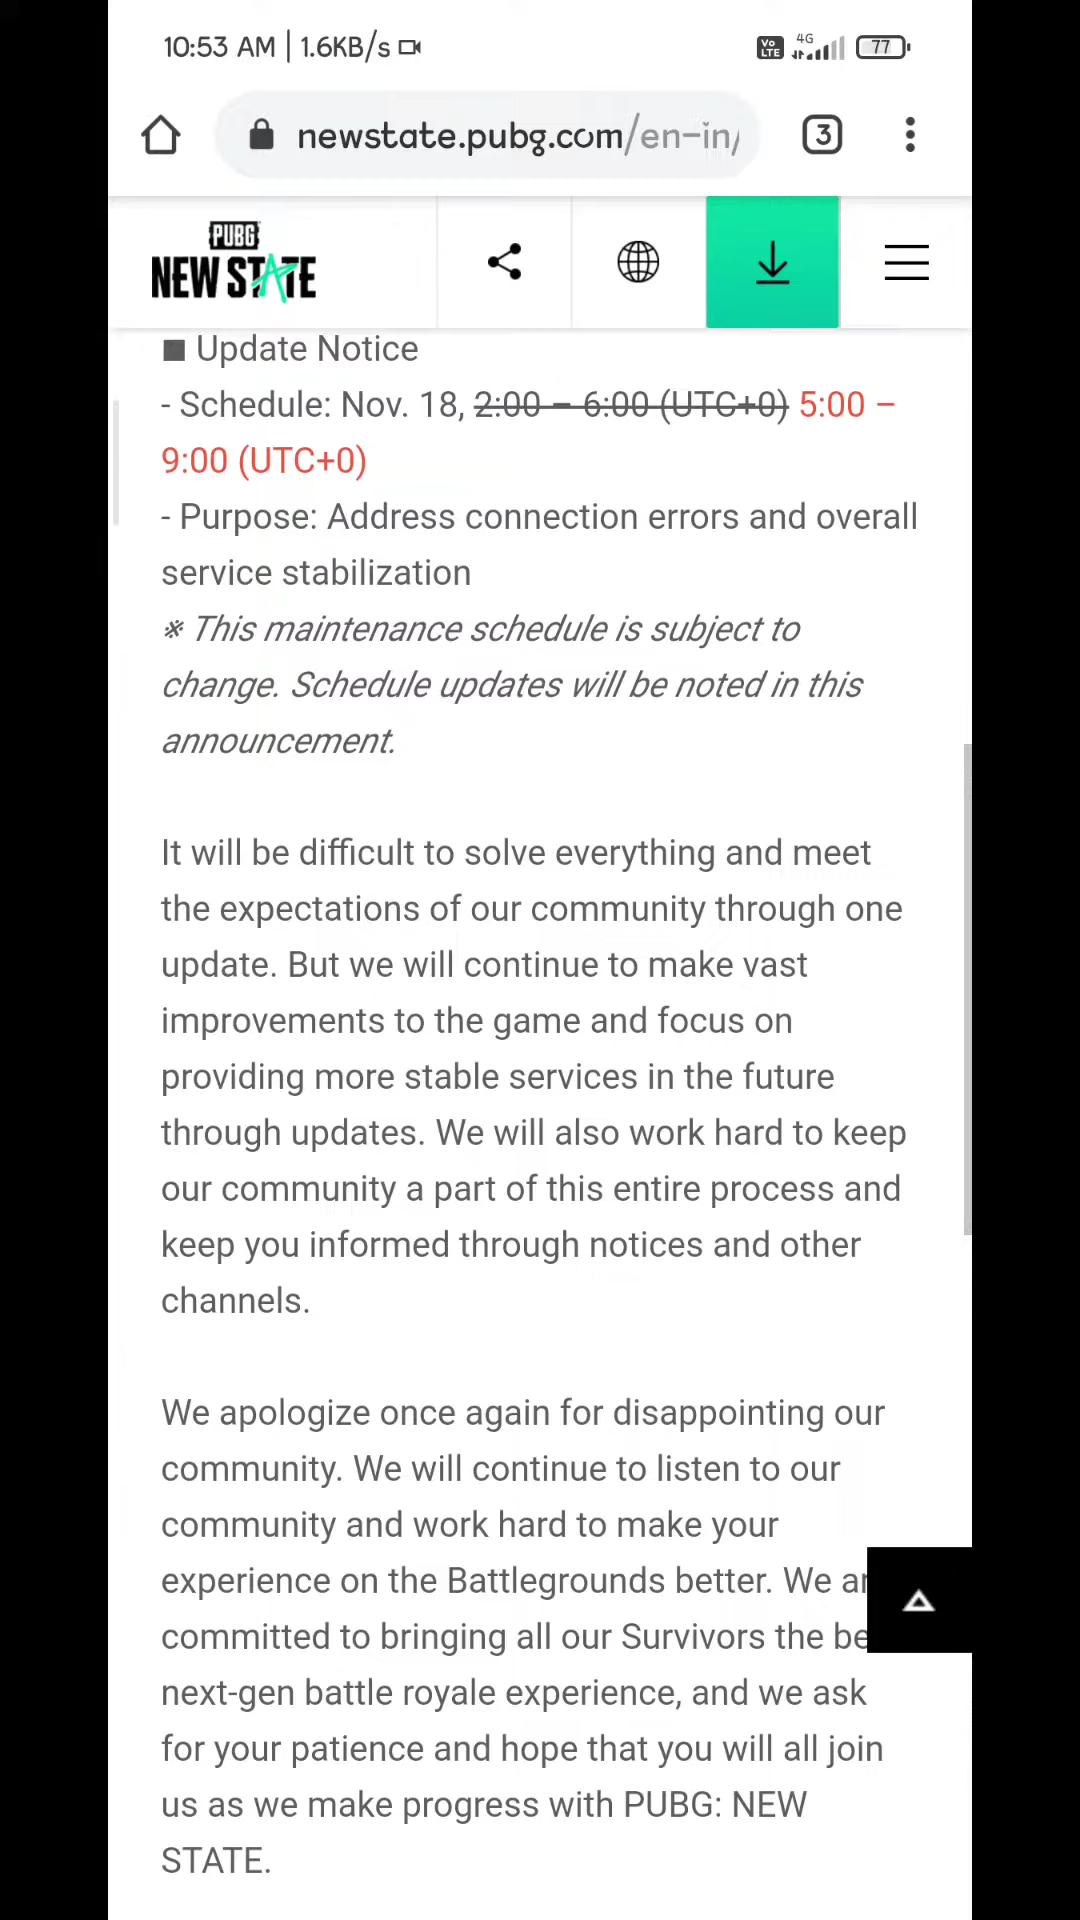 10:53 AM | 1.6KB/s
Vo LTE 4G 77
newstate.pubg.com/en-in/
3
PUBG
NEW STATE
■ Update Notice
- Schedule: Nov. 18, 2:00 – 6:00 (UTC+0) 5:00 –
9:00 (UTC+0)
- Purpose: Address connection errors and overall
service stabilization
※ This maintenance schedule is subject to
change. Schedule updates will be noted in this
announcement.
It will be difficult to solve everything and meet
the expectations of our community through one
update. But we will continue to make vast
improvements to the game and focus on
providing more stable services in the future
through updates. We will also work hard to keep
our community a part of this entire process and
keep you informed through notices and other
channels.
We apologize once again for disappointing our
community. We will continue to listen to our
community and work hard to make your
experience on the Battlegrounds better. We
committed to bringing all our Survivors the
next-gen battle royale experience, and we ask
for your patience and hope that you will all join
us as we make progress with PUBG: NEW
STATE.